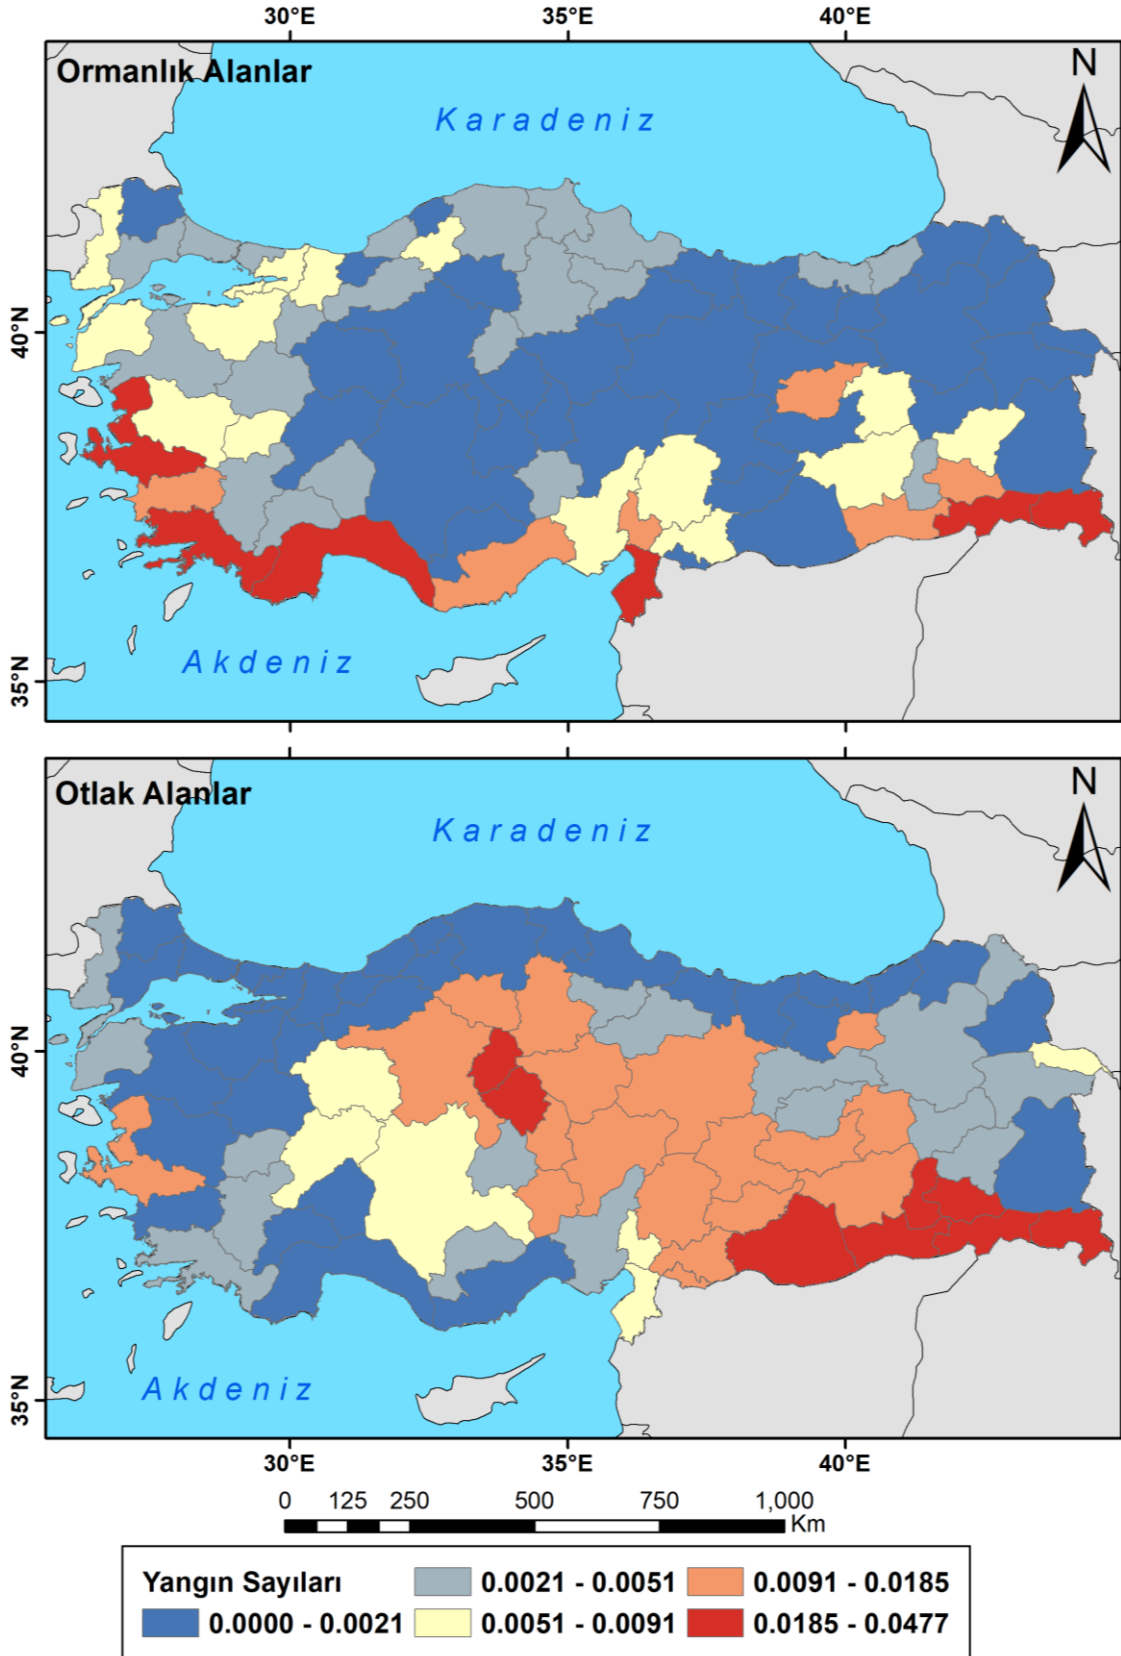 30°E 35°E 40°E
Ormanlık Alanlar
N
Karadeniz
40°N
Akdeniz
35°N
Otlak Alanlar
N
Karadeniz
40°N
Akdeniz
35°N
30°E 35°E 40°E
0 125 250 500 750 1,000
Km
Yangın Sayıları
0.0000 - 0.0021
0.0021 - 0.0051
0.0051 - 0.0091
0.0091 - 0.0185
0.0185 - 0.0477